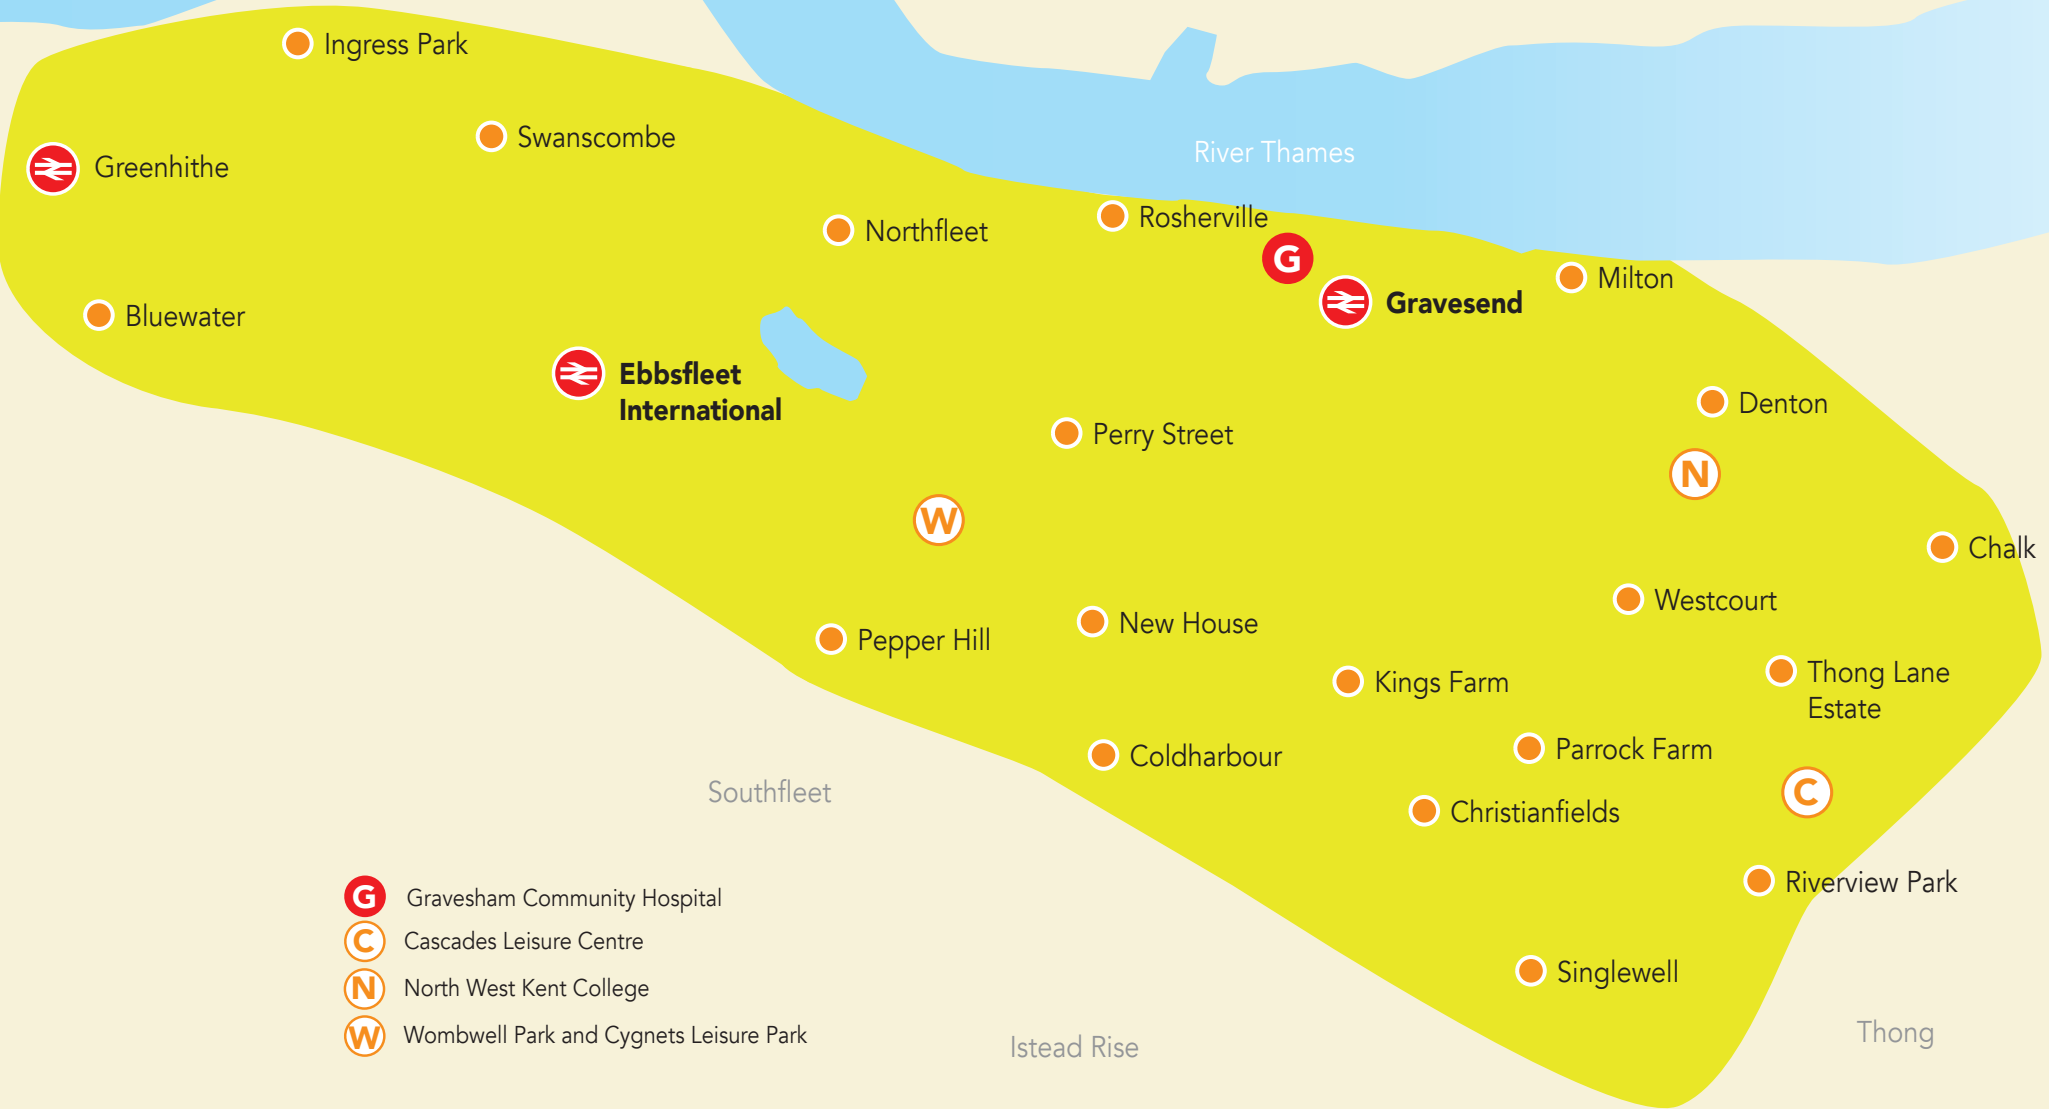 Ingress Park
Swanscombe
River Thames
Greenhithe
Northfleet
Rosherville
G
Milton
Gravesend
Bluewater
Ebbsfleet
International
Denton
Perry Street
N
W
Chalk
Westcourt
New House
Pepper Hill
Kings Farm
Thong Lane
Estate
Parrock Farm
Coldharbour
Southfleet
C
Christianfields
Riverview Park
G Gravesham Community Hospital
C Cascades Leisure Centre
Singlewell
N North West Kent College
W Wombwell Park and Cygnets Leisure Park
Thong
Istead Rise